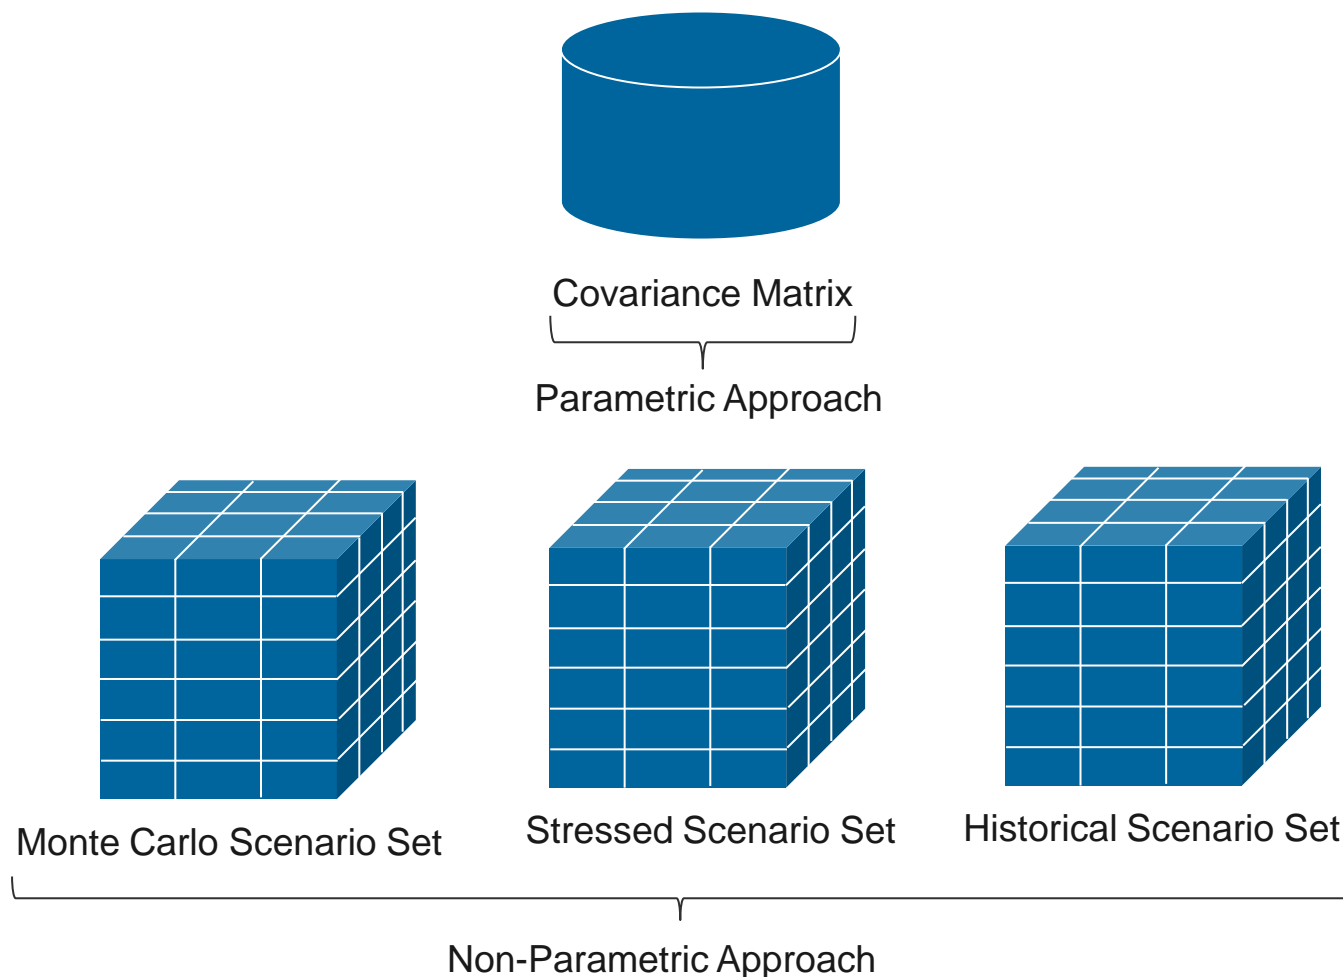 Covariance Matrix
Parametric Approach
Monte Carlo Scenario Set
Stressed Scenario Set
Historical Scenario Set
Non-Parametric Approach